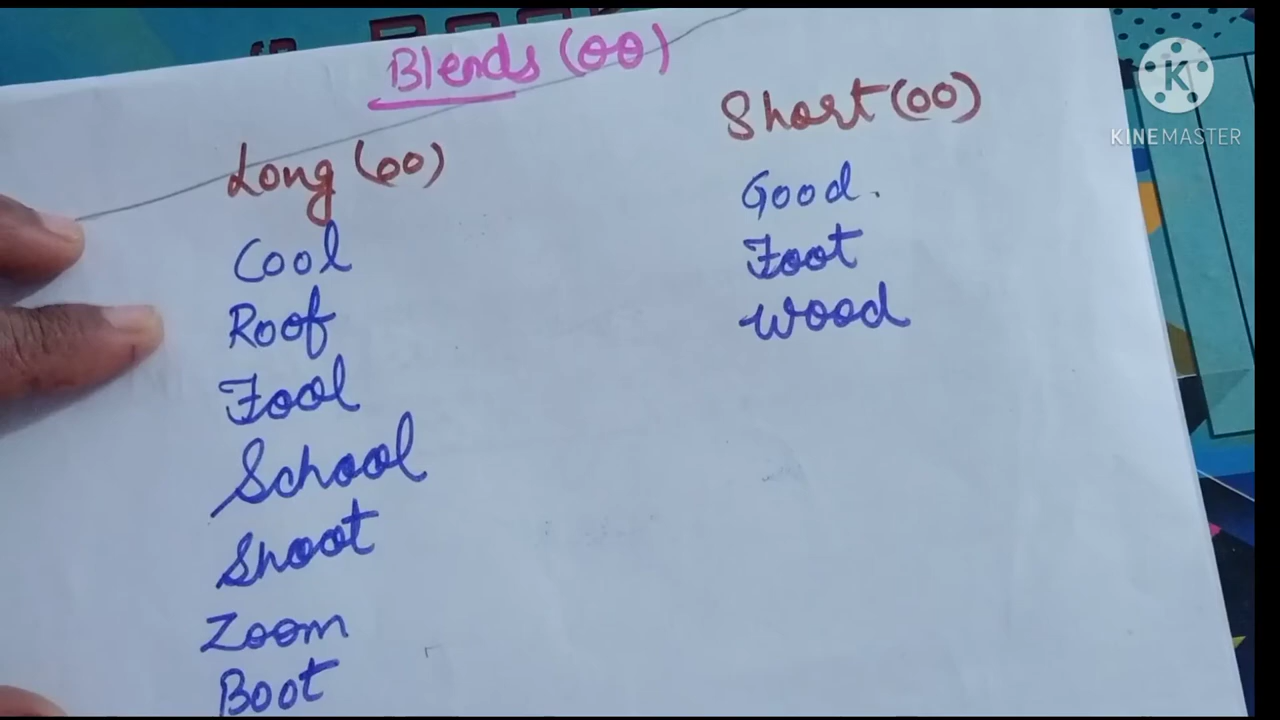 Blends (oo)
Long (oo)
Cool
Roof
Fool
School
Shoot
Zoom
Boot
Short (oo)
Good.
Foot
Wood
K
KINEMASTER